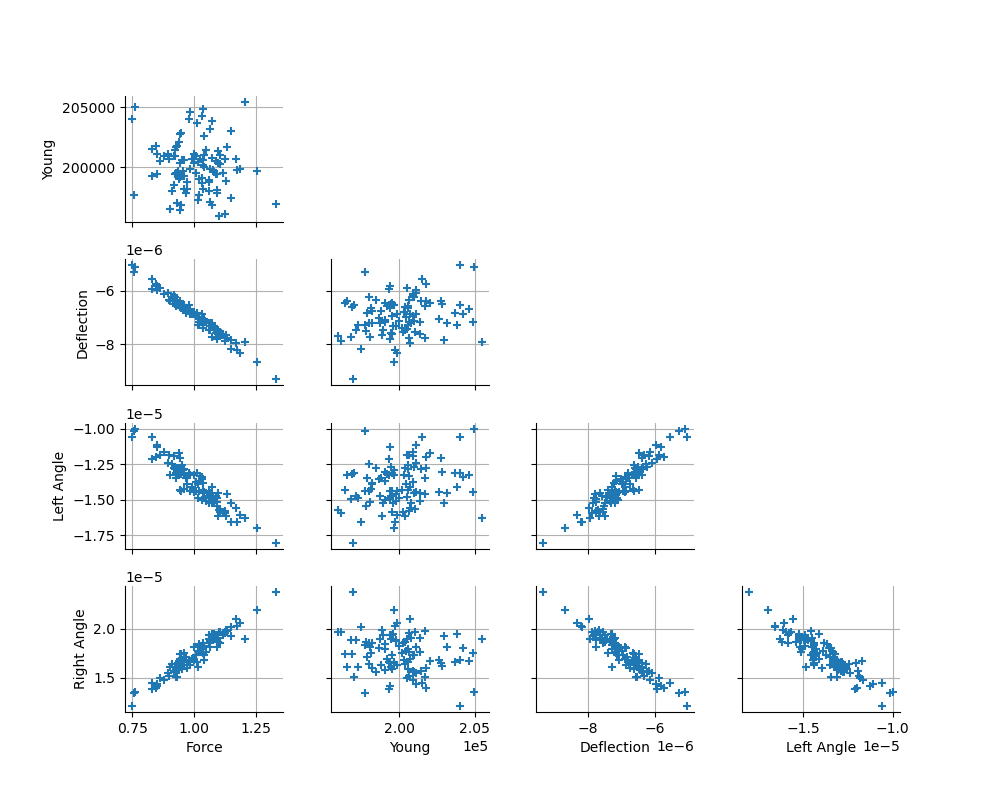 205000
200000
Young
1e−6
−6
−8
Deflection
1e−5
−1.00
−1.25
−1.50
−1.75
Left Angle
1e−5
2.0
1.5
Right Angle
0.75 1.00 1.25 2.00 2.05 −8 −6 −1.5 −1.0
Force Young 1e5 Deflection 1e−6 Left Angle 1e−5